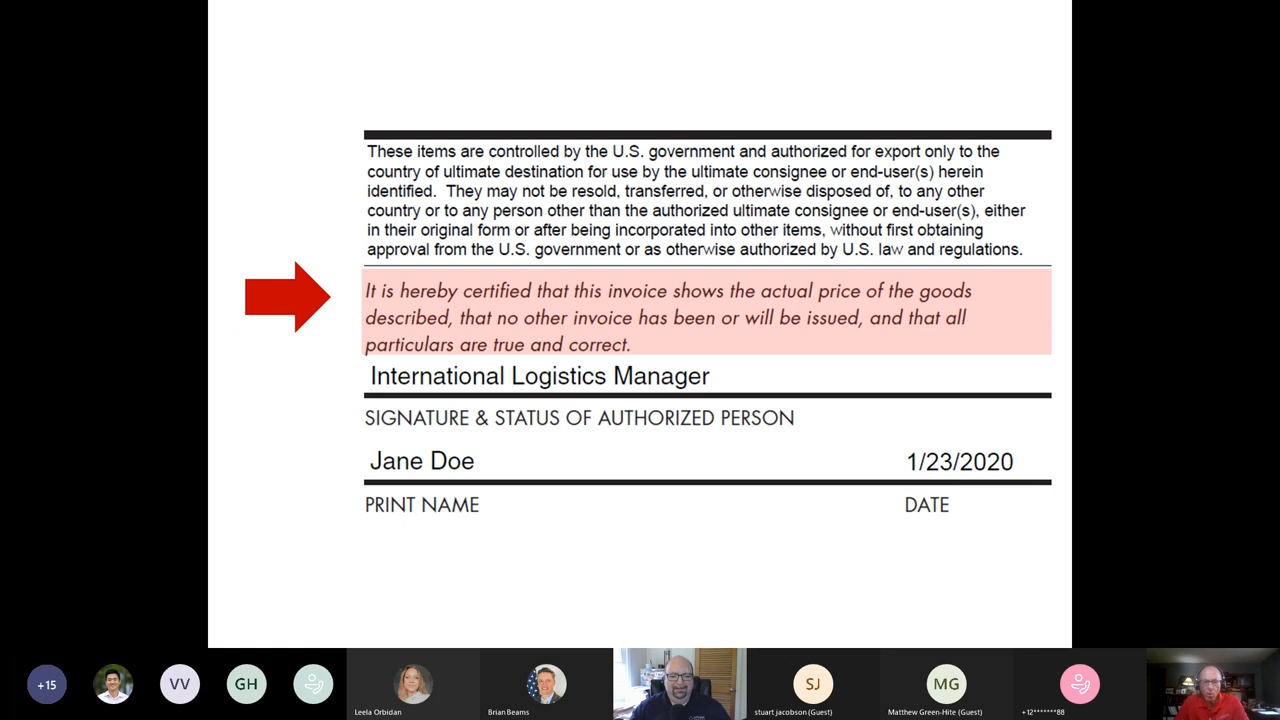 These items are controlled by the U.S. government and authorized for export only to the
country of ultimate destination for use by the ultimate consignee or end-user(s) herein
identified. They may not be resold, transferred, or otherwise disposed of, to any other
country or to any person other than the authorized ultimate consignee or end-user(s), either
in their original form or after being incorporated into other items, without first obtaining
approval from the U.S. government or as otherwise authorized by U.S. law and regulations.
It is hereby certified that this invoice shows the actual price of the goods
described, that no other invoice has been or will be issued, and that all
particulars are true and correct.
International Logistics Manager
SIGNATURE & STATUS OF AUTHORIZED PERSON
Jane Doe 1/23/2020
PRINT NAME DATE
+15 VV GH SJ MG
Leela Orbidan Brian Beams stuart jacobson (Guest) Matthew Green-Hite (Guest) +12*******88